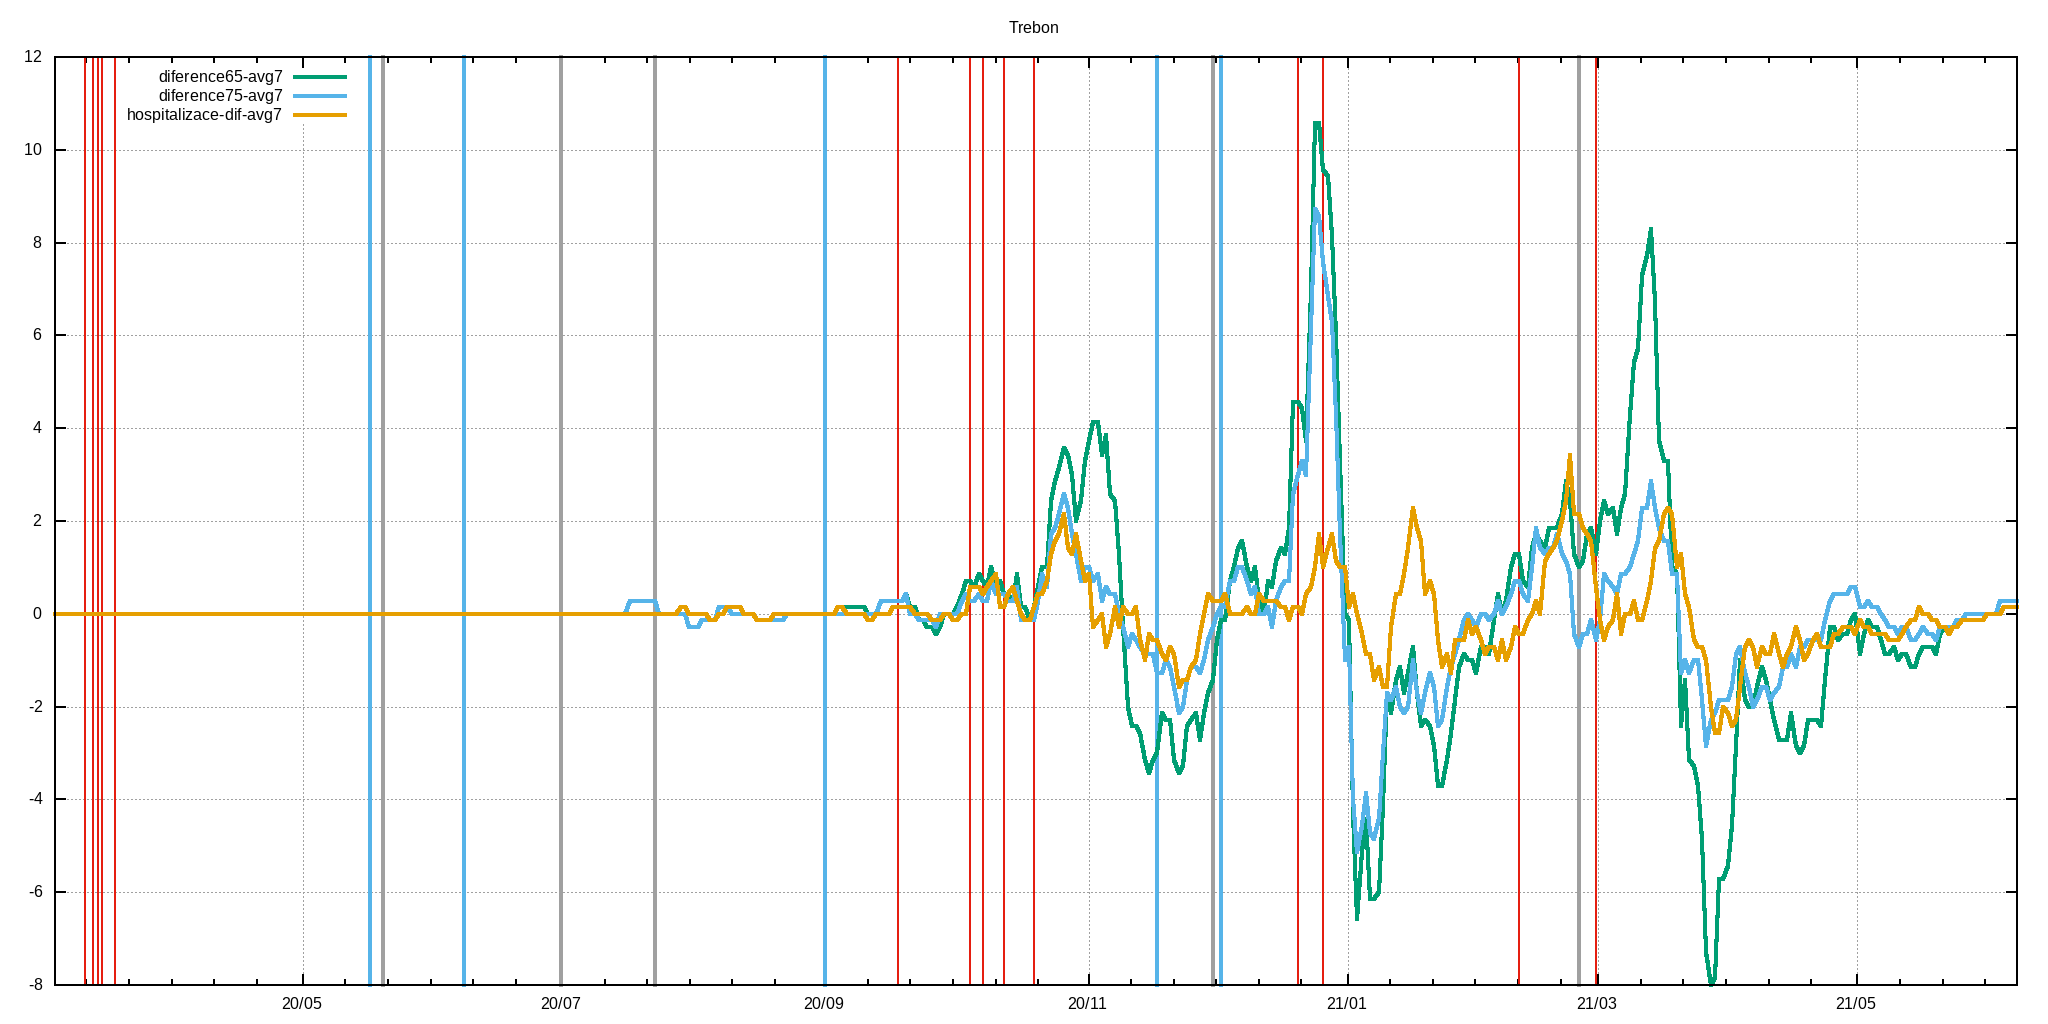 Trebon
12
diference65-avg7
diference75-avg7
hospitalizace-dif-avg7
10
8
6
4
2
0
-2
-4
-6
-8
20/05 20/07 20/09 20/11 21/01 21/03 21/05